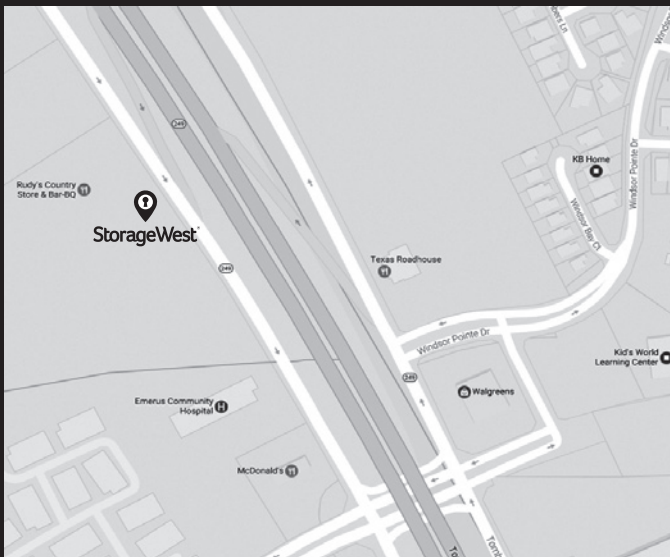 Windsor
249
KB Home
Windsor Pointe Dr
Rudy's Country
Store & Bar-BQ
StorageWest
Windsor Bay Ct
249
Texas Roadhouse
Windsor Pointe Dr
Kid's World
Learning Center
249
Walgreens
Emerus Community
Hospital
H
McDonald's